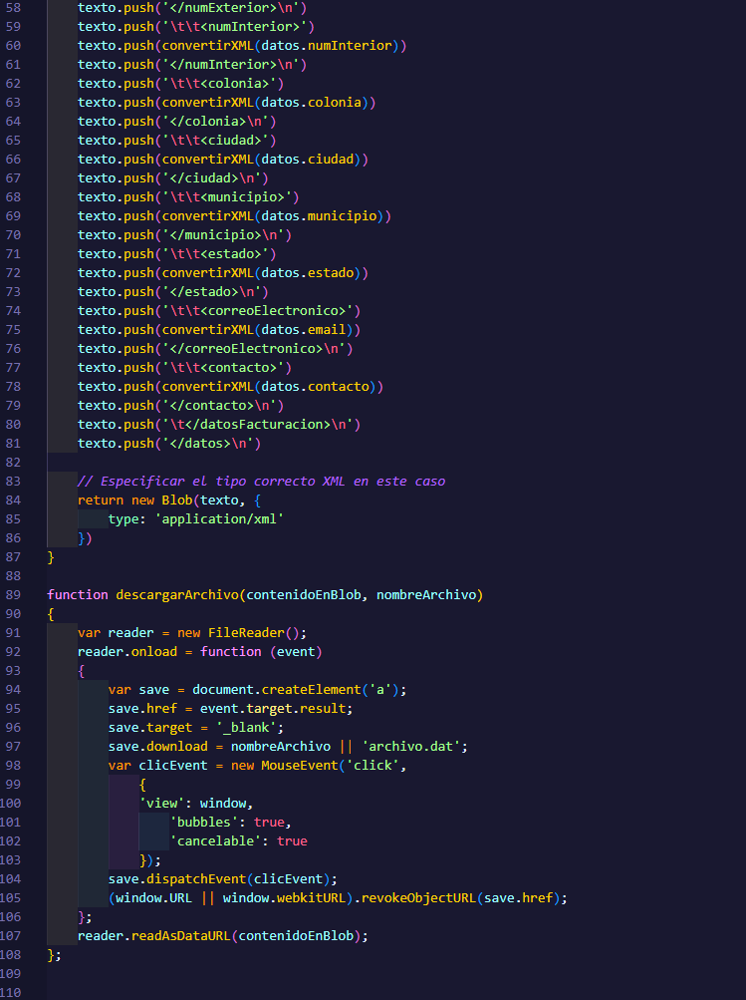 58 texto.push('</numExterior>\n')
59 texto.push('\t\t<numInterior>')
60 texto.push(convertirXML(datos.numInterior))
61 texto.push('</numInterior>\n')
62 texto.push('\t\t<colonia>')
63 texto.push(convertirXML(datos.colonia))
64 texto.push('</colonia>\n')
65 texto.push('\t\t<ciudad>')
66 texto.push(convertirXML(datos.ciudad))
67 texto.push('</ciudad>\n')
68 texto.push('\t\t<municipio>')
69 texto.push(convertirXML(datos.municipio))
70 texto.push('</municipio>\n')
71 texto.push('\t\t<estado>')
72 texto.push(convertirXML(datos.estado))
73 texto.push('</estado>\n')
74 texto.push('\t\t<correoElectronico>')
75 texto.push(convertirXML(datos.email))
76 texto.push('</correoElectronico>\n')
77 texto.push('\t\t<contacto>')
78 texto.push(convertirXML(datos.contacto))
79 texto.push('</contacto>\n')
80 texto.push('\t</datosFacturacion>\n')
81 texto.push('</datos>\n')
82
83 // Especificar el tipo correcto XML en este caso
84 return new Blob(texto, {
85 type: 'application/xml'
86 })
87 }
88
89 function descargarArchivo(contenidoEnBlob, nombreArchivo)
90 {
91 var reader = new FileReader();
92 reader.onload = function (event)
93 {
94 var save = document.createElement('a');
95 save.href = event.target.result;
96 save.target = '_blank';
97 save.download = nombreArchivo || 'archivo.dat';
98 var clicEvent = new MouseEvent('click',
99 {
100 'view': window,
101 'bubbles': true,
102 'cancelable': true
103 });
104 save.dispatchEvent(clicEvent);
105 (window.URL || window.webkitURL).revokeObjectURL(save.href);
106 };
107 reader.readAsDataURL(contenidoEnBlob);
108 };
109
110